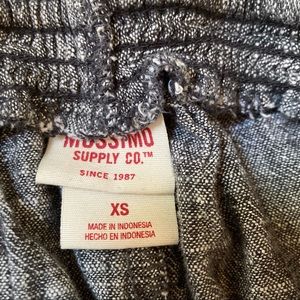 MOSSIMO
SUPPLY CO.™
SINCE 1987
XS
MADE IN INDONESIA
HECHO EN INDONESIA